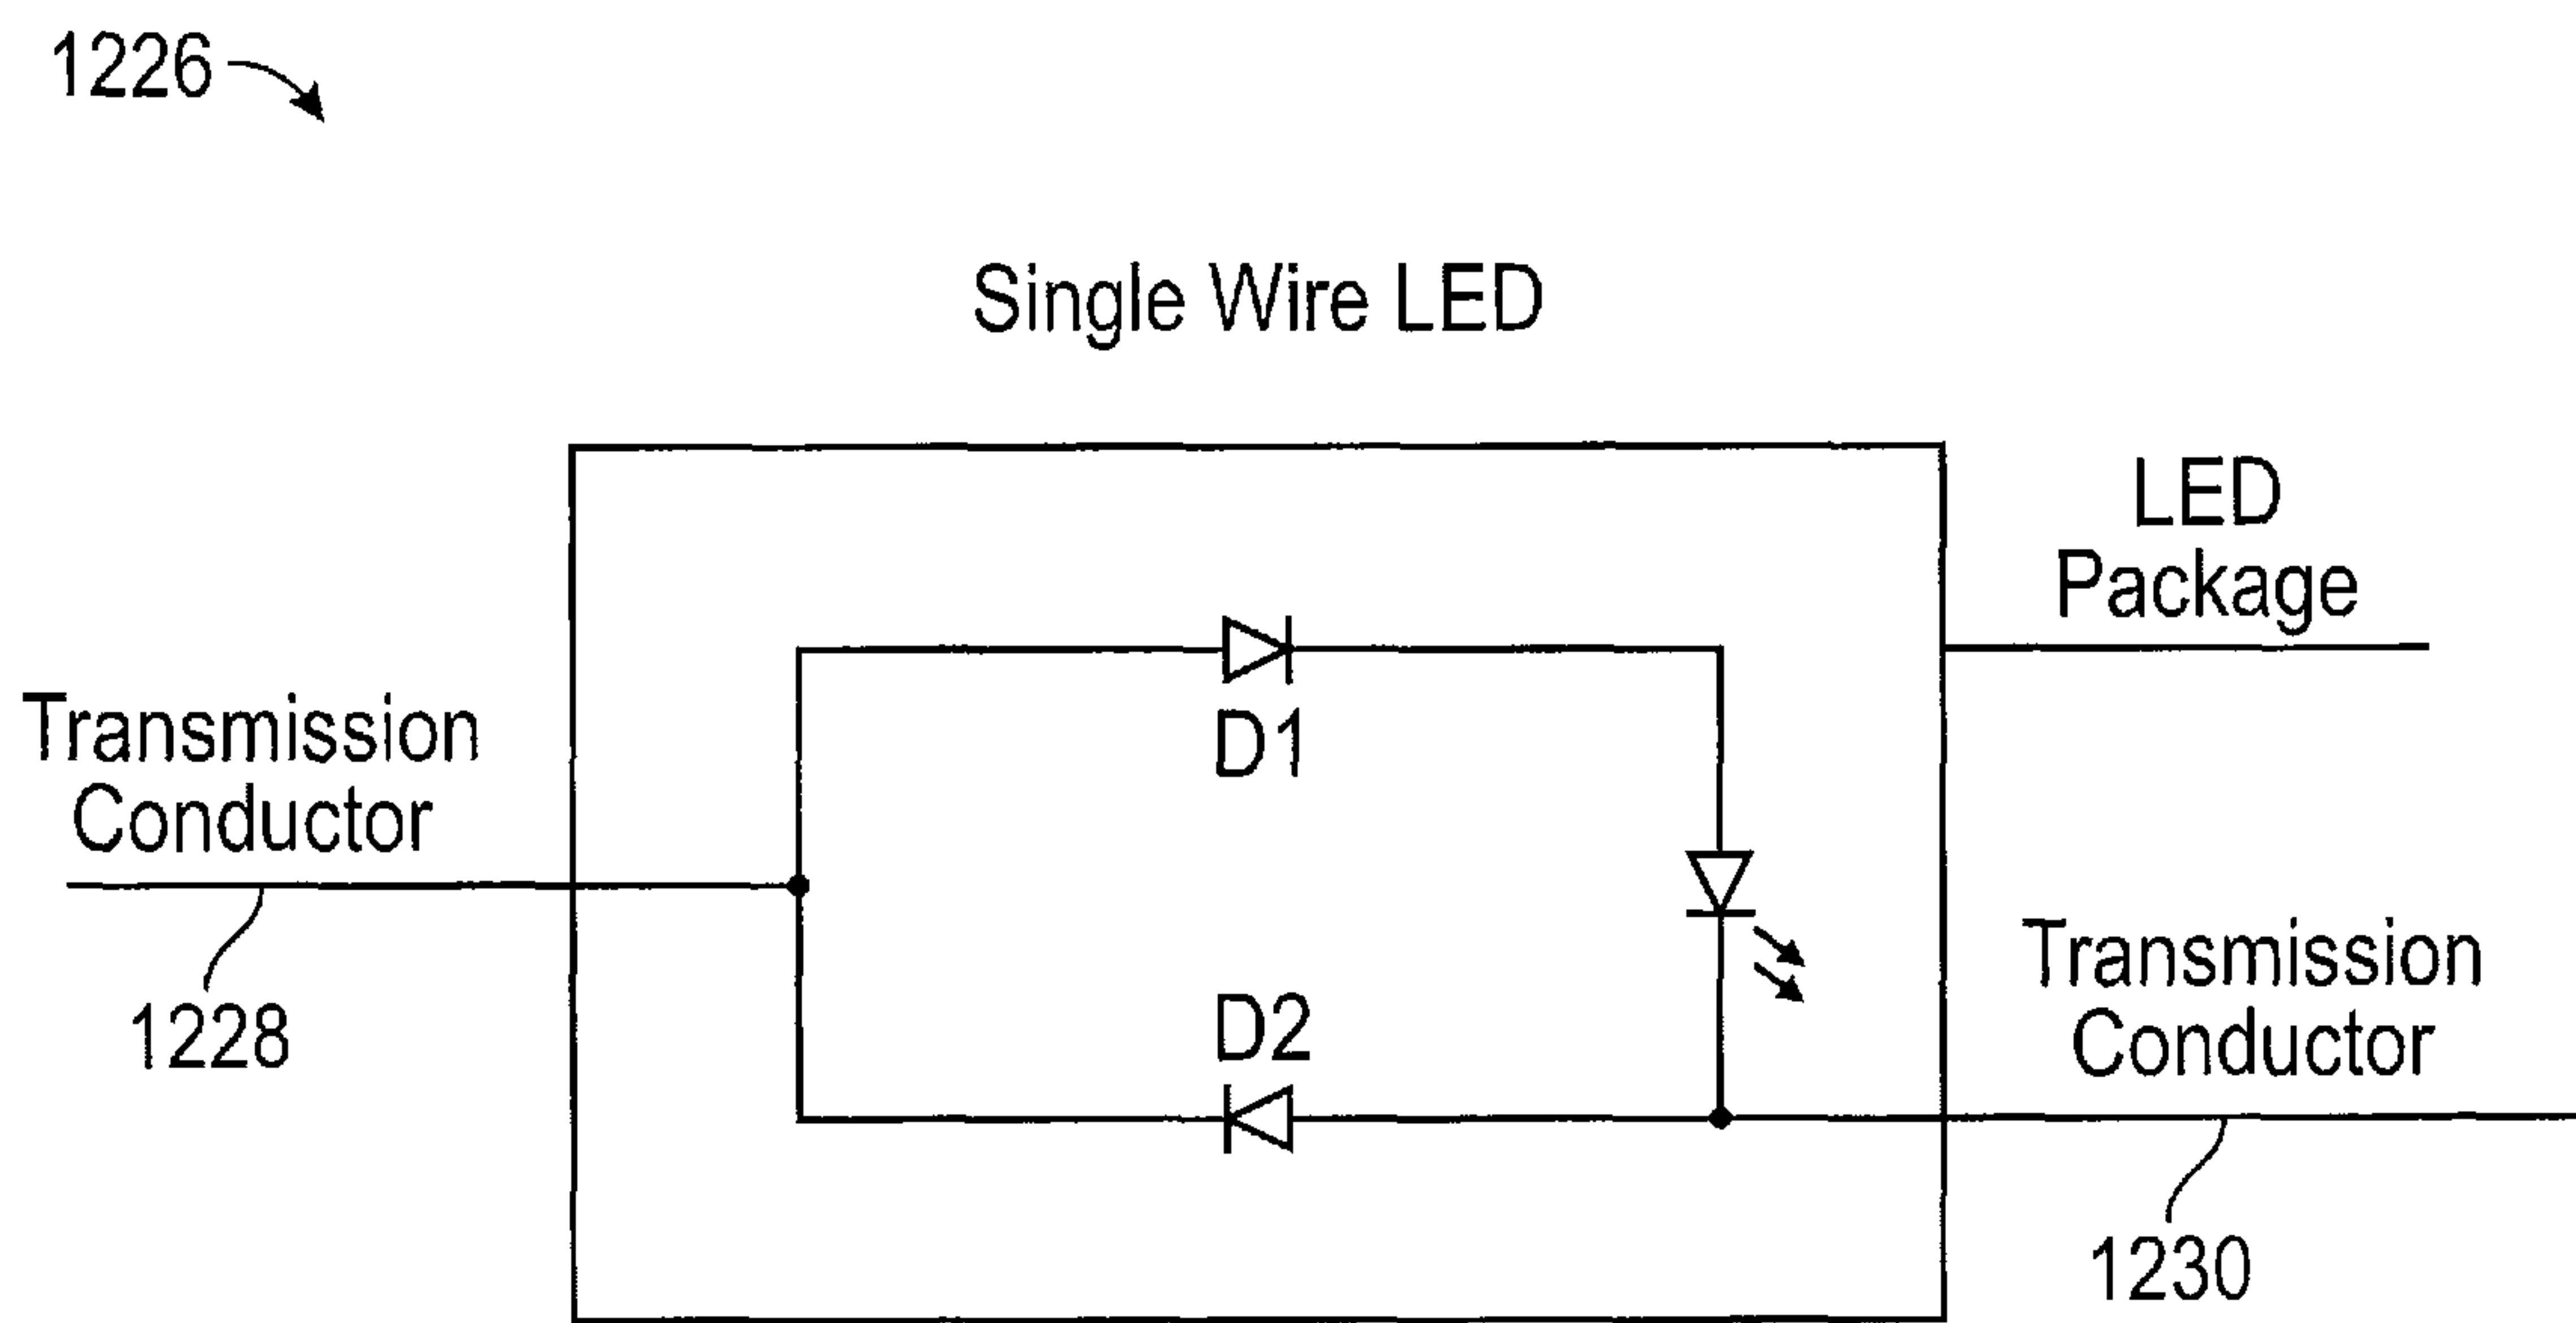 1226
Single Wire LED
LED
Package
Transmission
Conductor
D1
Transmission
Conductor
D2
1228
1230